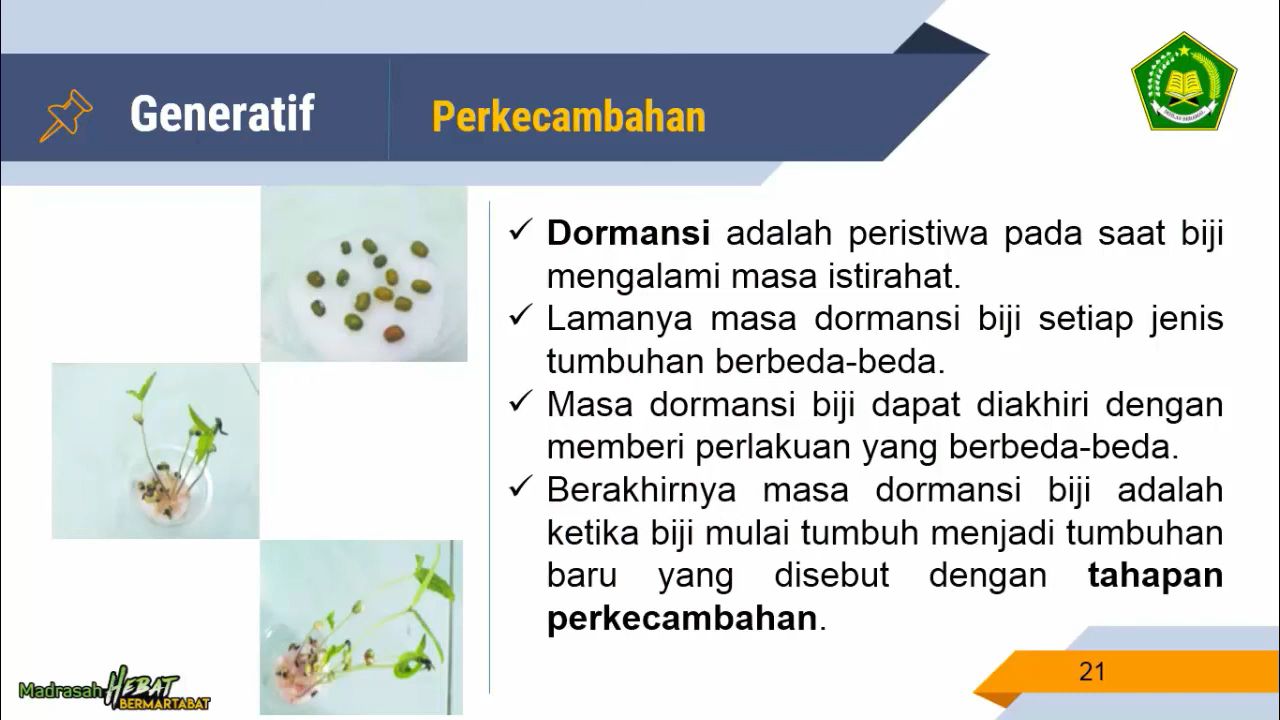 Generatif
Perkecambahan
✓ Dormansi adalah peristiwa pada saat biji
mengalami masa istirahat.
✓ Lamanya masa dormansi biji setiap jenis
tumbuhan berbeda-beda.
✓ Masa dormansi biji dapat diakhiri dengan
memberi perlakuan yang berbeda-beda.
✓ Berakhirnya masa dormansi biji adalah
ketika biji mulai tumbuh menjadi tumbuhan
baru yang disebut dengan tahapan
perkecambahan.
Madrasah HEBAT
BERMARTABAT
21